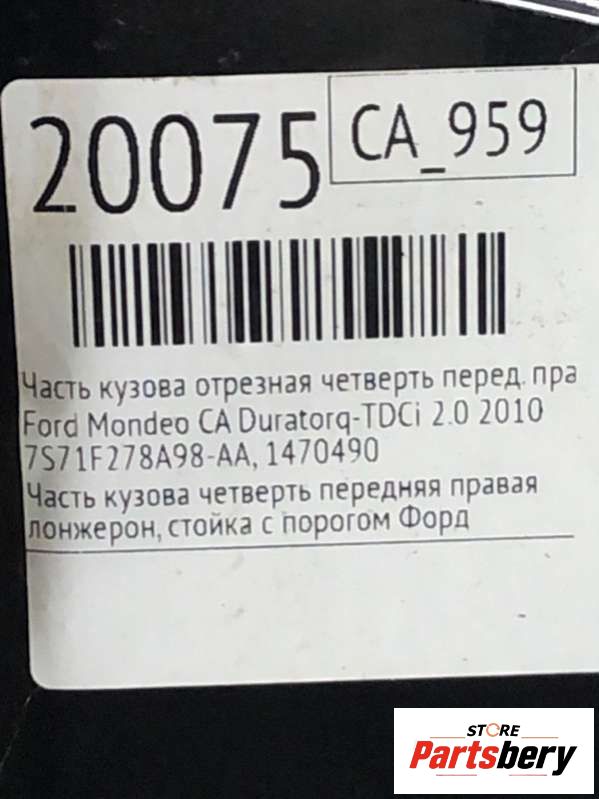 20075
CA_959
Часть кузова отрезная четверть перед. пра
Ford Mondeo CA Duratorq-TDCi 2.0 2010
7S71F278A98-AA, 1470490
Часть кузова четверть передняя правая
лонжерон, стойка с порогом Форд
STORE
Partsbery